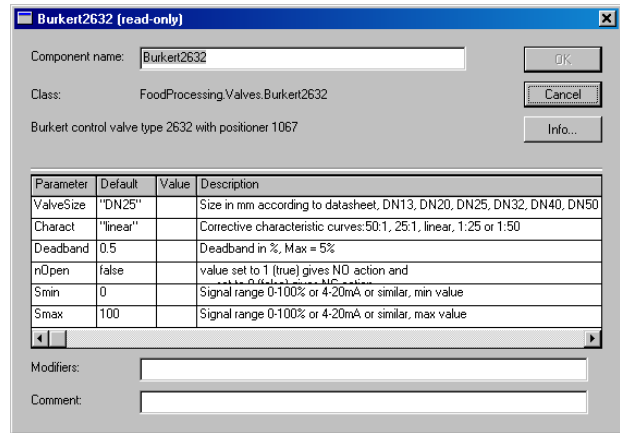 Burkert2632 (read-only)
Component name: Burkert2632
OK
Class: FoodProcessing.Valves.Burkert2632
Cancel
Burkert control valve type 2632 with positioner 1067
Info...
Parameter Default Value Description
ValveSize "DN25" Size in mm according to datasheet, DN13, DN20, DN25, DN32, DN40, DN50
Charact "linear" Corrective characteristic curves:50:1, 25:1, linear, 1:25 or 1:50
Deadband 0.5 Deadband in %, Max = 5%
nOpen false value set to 1 (true) gives NO action and
Smin 0 Signal range 0-100% or 4-20mA or similar, min value
Smax 100 Signal range 0-100% or 4-20mA or similar, max value
Modifiers:
Comment: